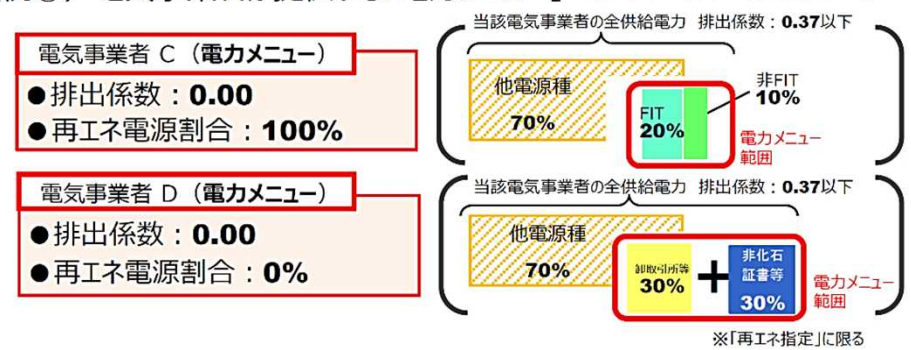 電気事業者 C（電力メニュー）
●排出係数：0.00
●再エネ電源割合：100%
当該電気事業者の全供給電力 排出係数：0.37以下
他電源種
70%
FIT
20%
非FIT
10%
電力メニュー
範囲
電気事業者 D（電力メニュー）
●排出係数：0.00
●再エネ電源割合：0%
当該電気事業者の全供給電力 排出係数：0.37以下
他電源種
70%
卸取引所等
30%
+
非化石
証書等
30%
電力メニュー
範囲
※「再エネ指定」に限る